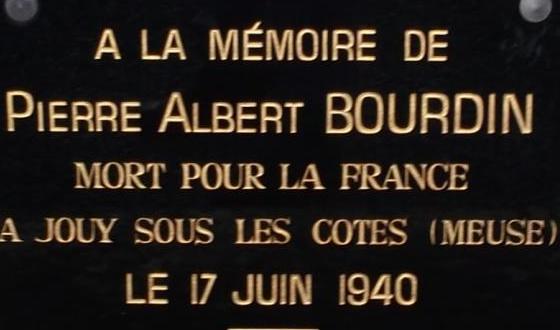 A LA MÉMOIRE DE
PIERRE ALBERT BOURDIN
MORT POUR LA FRANCE
A JOUY SOUS LES COTES (MEUSE)
LE 17 JUIN 1940